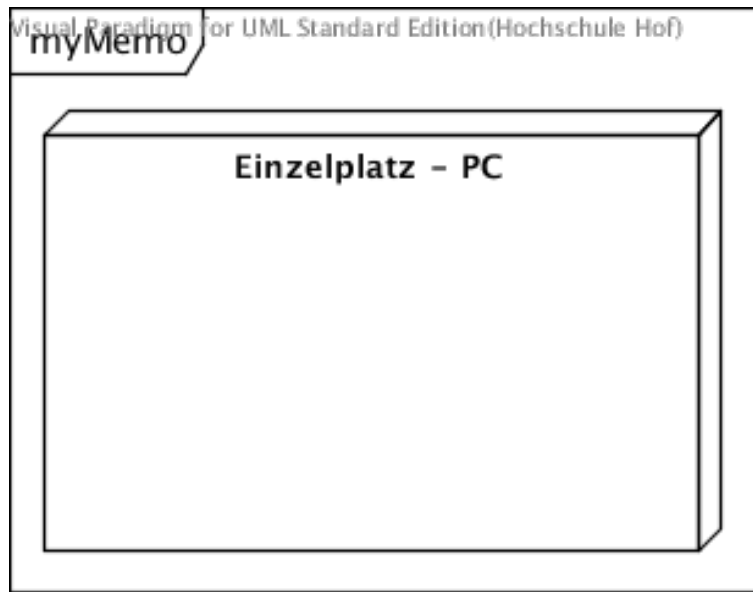 Visual Paradigm for UML Standard Edition(Hochschule Hof)
myMemo
Einzelplatz – PC